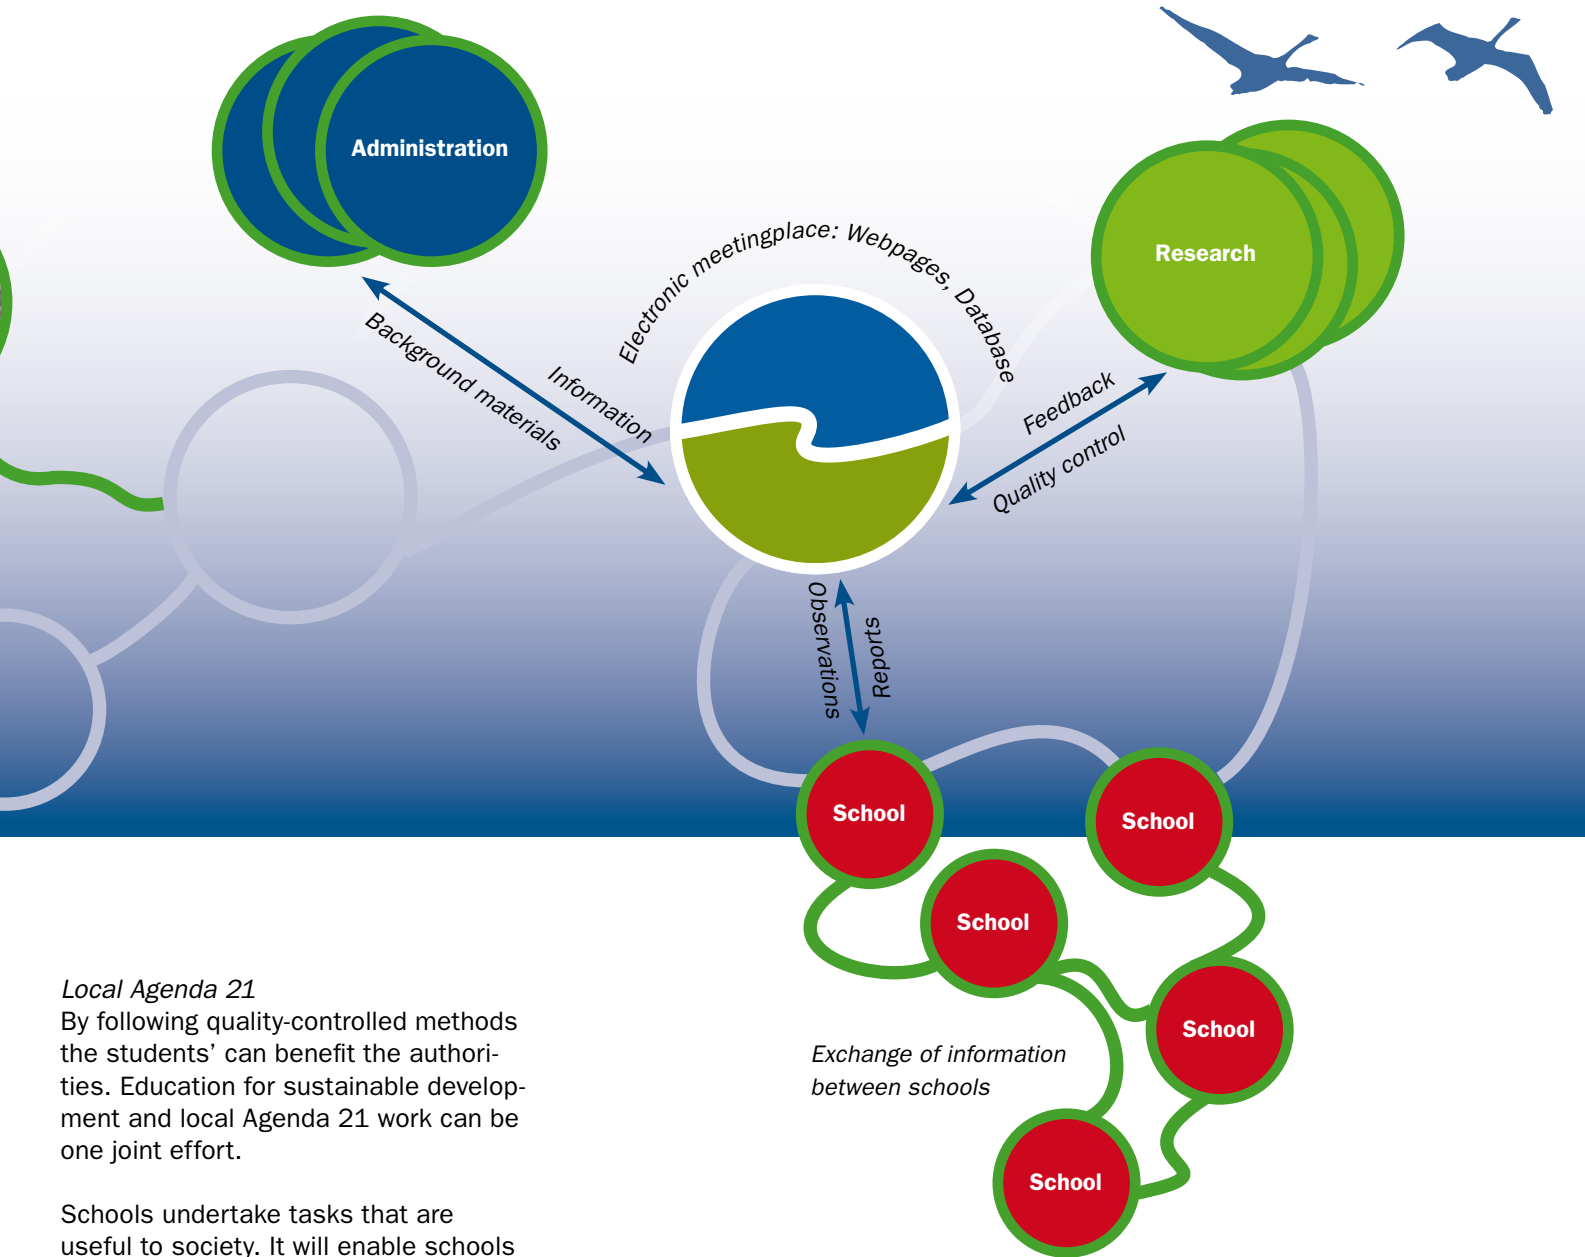 Administration
Research
Electronic meetingplace: Webpages, Database
Background materials
Information
Feedback
Quality control
Observations
Reports
School
School
School
School
School
Exchange of information
between schools
Local Agenda 21
By following quality-controlled methods
the students’ can benefit the authori-
ties. Education for sustainable develop-
ment and local Agenda 21 work can be
one joint effort.
Schools undertake tasks that are
useful to society. It will enable schools